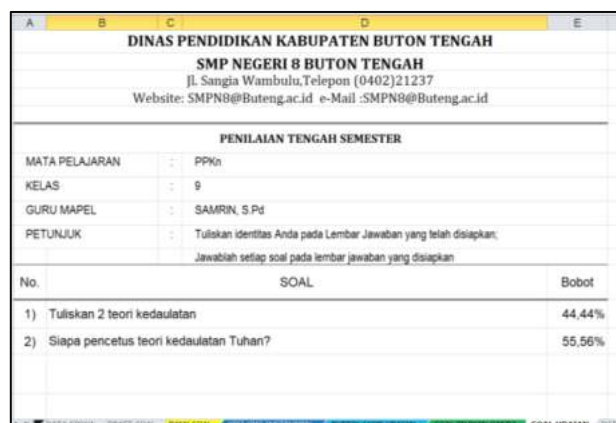 A B C D E
DINAS PENDIDIKAN KABUPATEN BUTON TENGAH
SMP NEGERI 8 BUTON TENGAH
Jl. Sangia Wambulu,Telepon (0402)21237
Website: SMPN8@Buteng.ac.id e-Mail :SMPN8@Buteng.ac.id
PENILAIAN TENGAH SEMESTER
MATA PELAJARAN : PPKn
KELAS : 9
GURU MAPEL : SAMRIN, S.Pd
PETUNJUK : Tuliskan identitas Anda pada Lembar Jawaban yang telah disiapkan;
Jawablah setiap soal pada lembar jawaban yang disiapkan
No. SOAL Bobot
1) Tuliskan 2 teori kedaulatan 44,44%
2) Siapa pencetus teori kedaulatan Tuhan? 55,56%